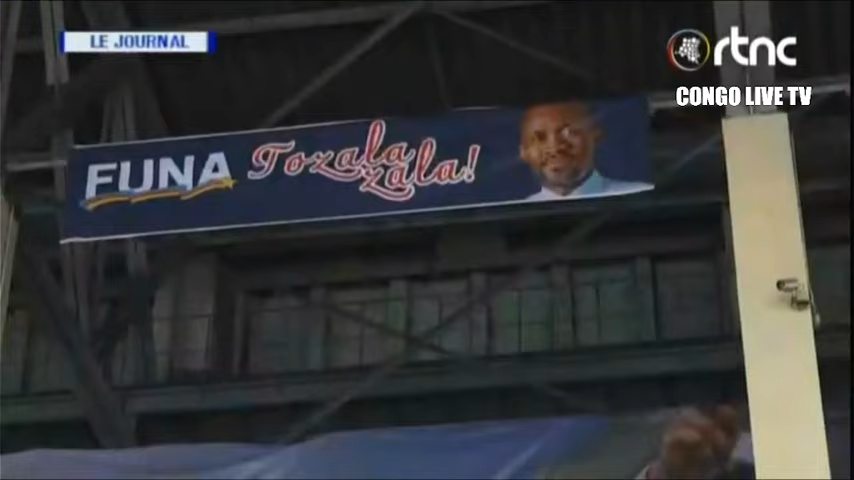 LE JOURNAL
rtnc
CONGO LIVE TV
FUNA Tozala
zala!